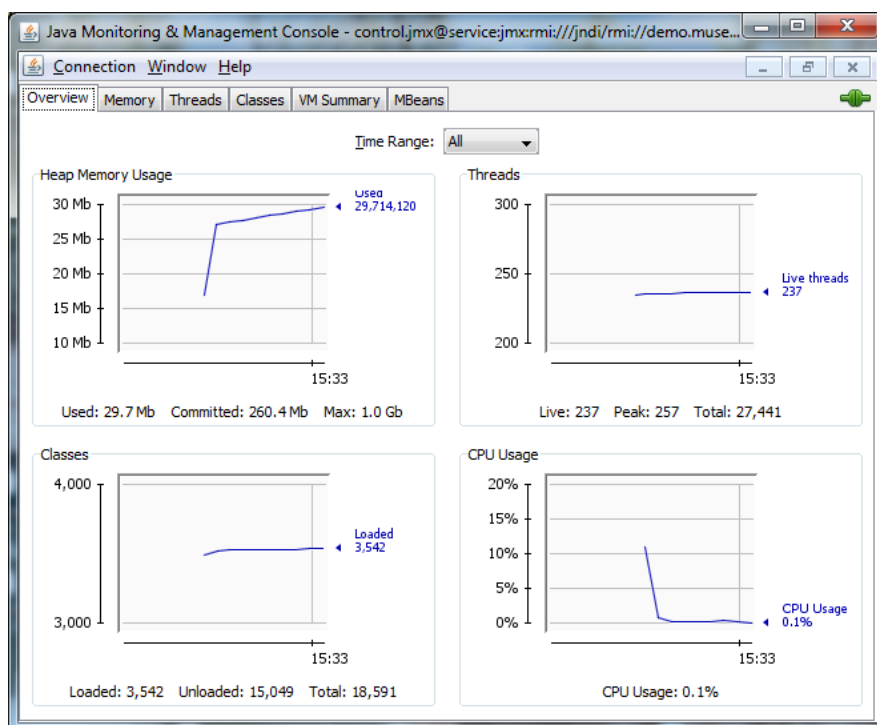 Java Monitoring & Management Console - control.jmx@service:jmx:rmi:///jndi/rmi://demo.muse...
Connection Window Help
Overview Memory Threads Classes VM Summary MBeans
Time Range: All
Heap Memory Usage
30 Mb
25 Mb
20 Mb
15 Mb
10 Mb
Used
29,714,120
15:33
Used: 29.7 Mb Committed: 260.4 Mb Max: 1.0 Gb
Threads
300
250
200
Live threads
237
15:33
Live: 237 Peak: 257 Total: 27,441
Classes
4,000
3,000
Loaded
3,542
15:33
Loaded: 3,542 Unloaded: 15,049 Total: 18,591
CPU Usage
20%
15%
10%
5%
0%
CPU Usage
0.1%
15:33
CPU Usage: 0.1%